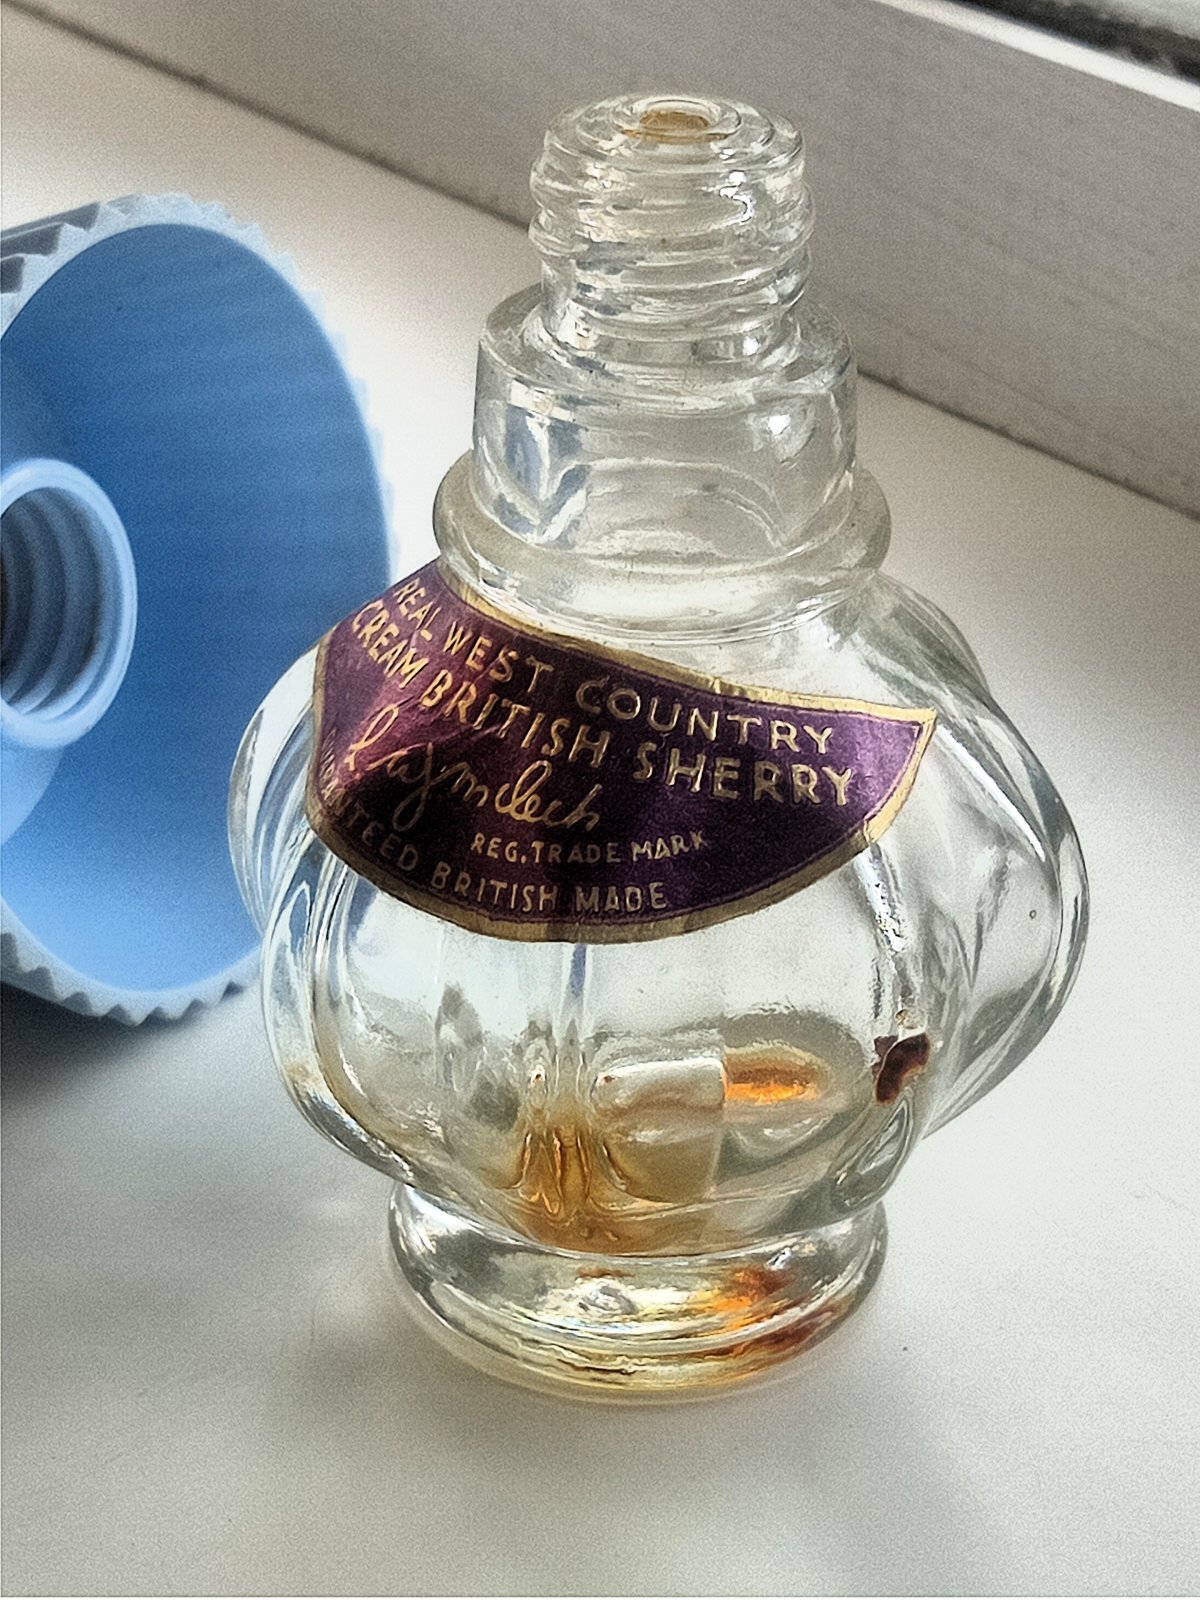 REAL WEST COUNTRY
CREAM BRITISH SHERRY
REG. TRADE MARK
BRITISH MADE